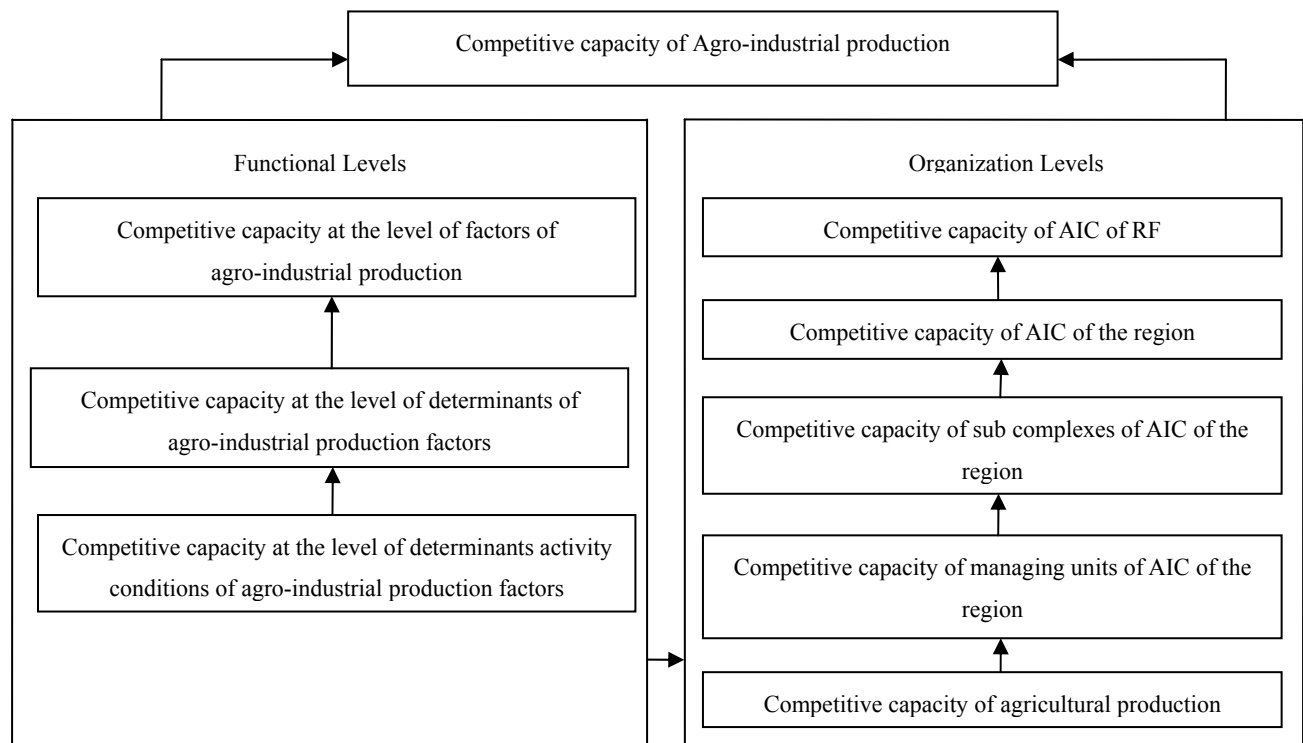 Competitive capacity of Agro-industrial production
Functional Levels
Competitive capacity at the level of factors of
agro-industrial production
Competitive capacity at the level of determinants of
agro-industrial production factors
Competitive capacity at the level of determinants activity
conditions of agro-industrial production factors
Organization Levels
Competitive capacity of AIC of RF
Competitive capacity of AIC of the region
Competitive capacity of sub complexes of AIC of the
region
Competitive capacity of managing units of AIC of the
region
Competitive capacity of agricultural production